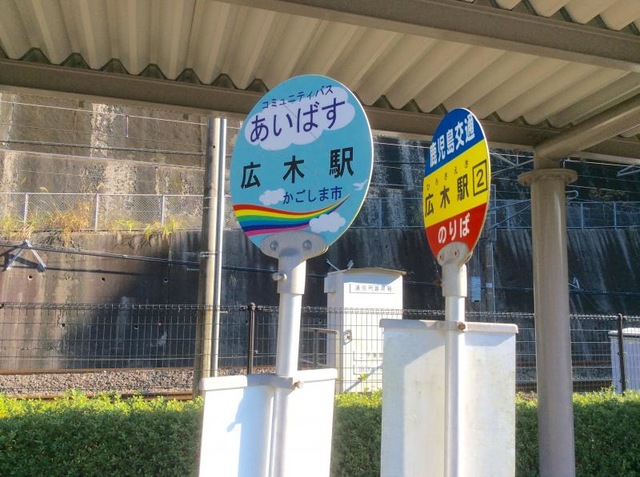 コミュニティバス
あいばす
広木駅
かごしま市
鹿児島交通
ひろきえき
広木駅 2
のりば